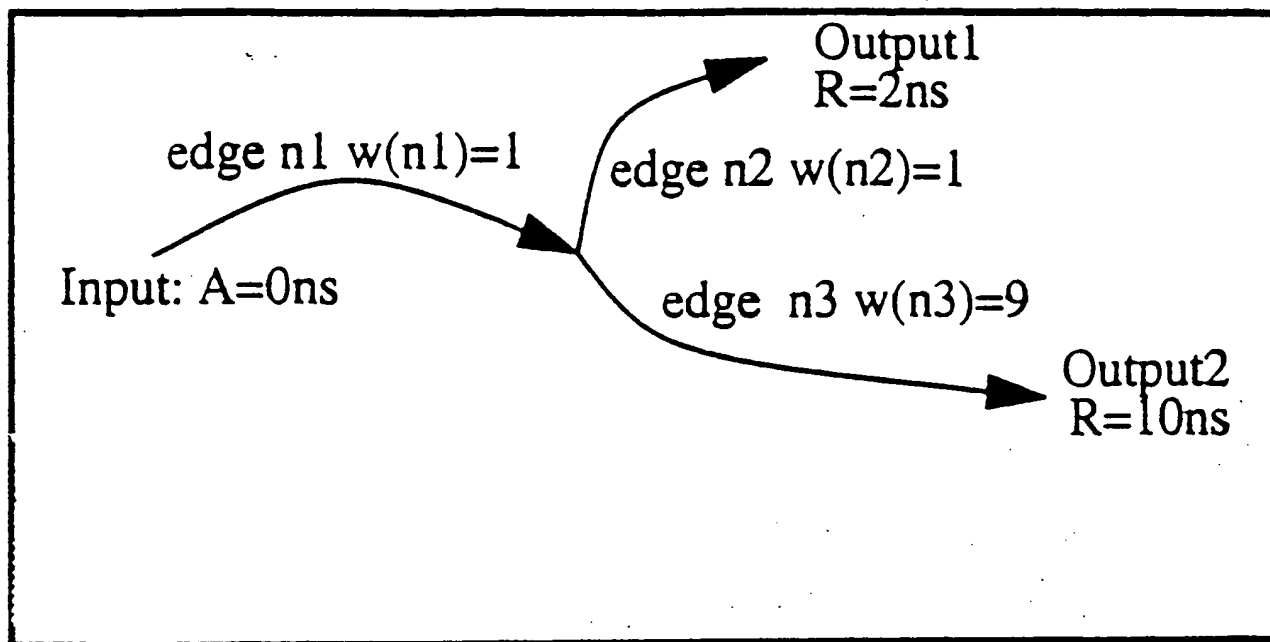 Output1
R=2ns
edge n1 w(n1)=1
edge n2 w(n2)=1
Input: A=0ns
edge n3 w(n3)=9
Output2
R=10ns